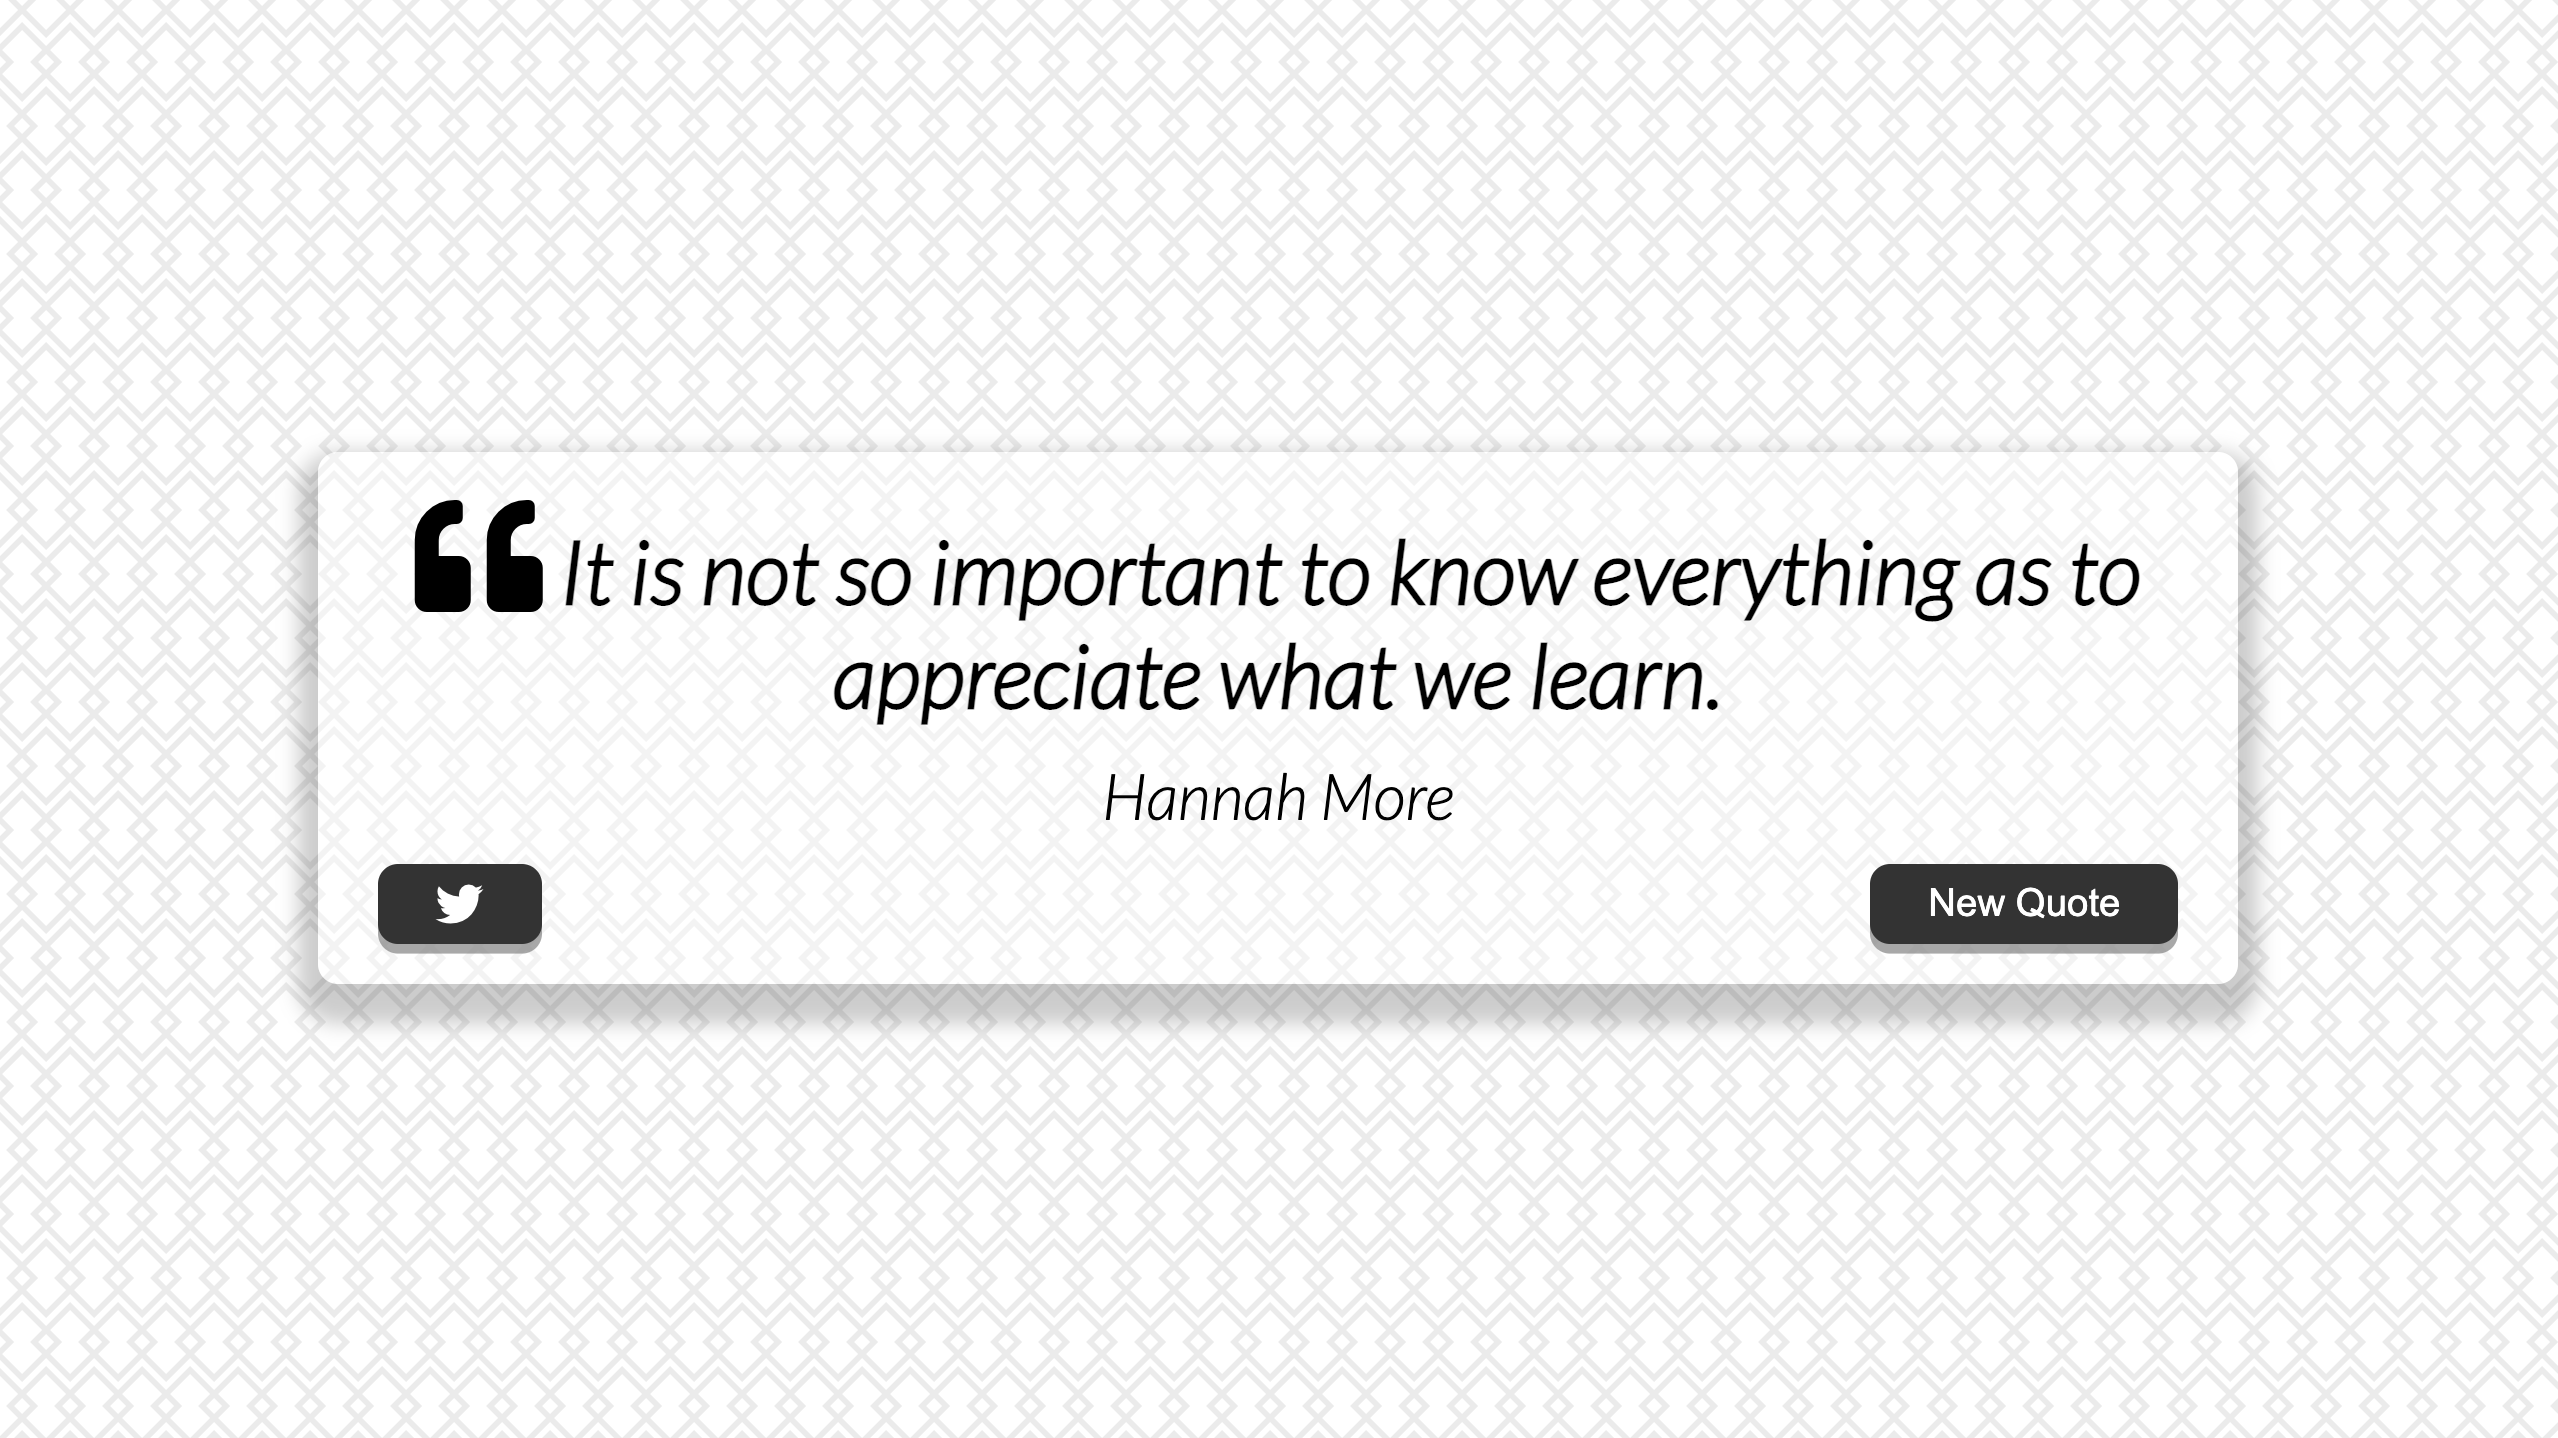 It is not so important to know everything as to
appreciate what we learn.
Hannah More
New Quote